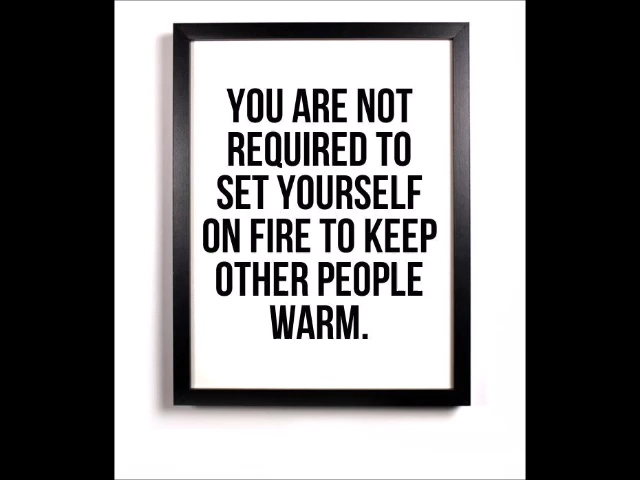 YOU ARE NOT
REQUIRED TO
SET YOURSELF
ON FIRE TO KEEP
OTHER PEOPLE
WARM.